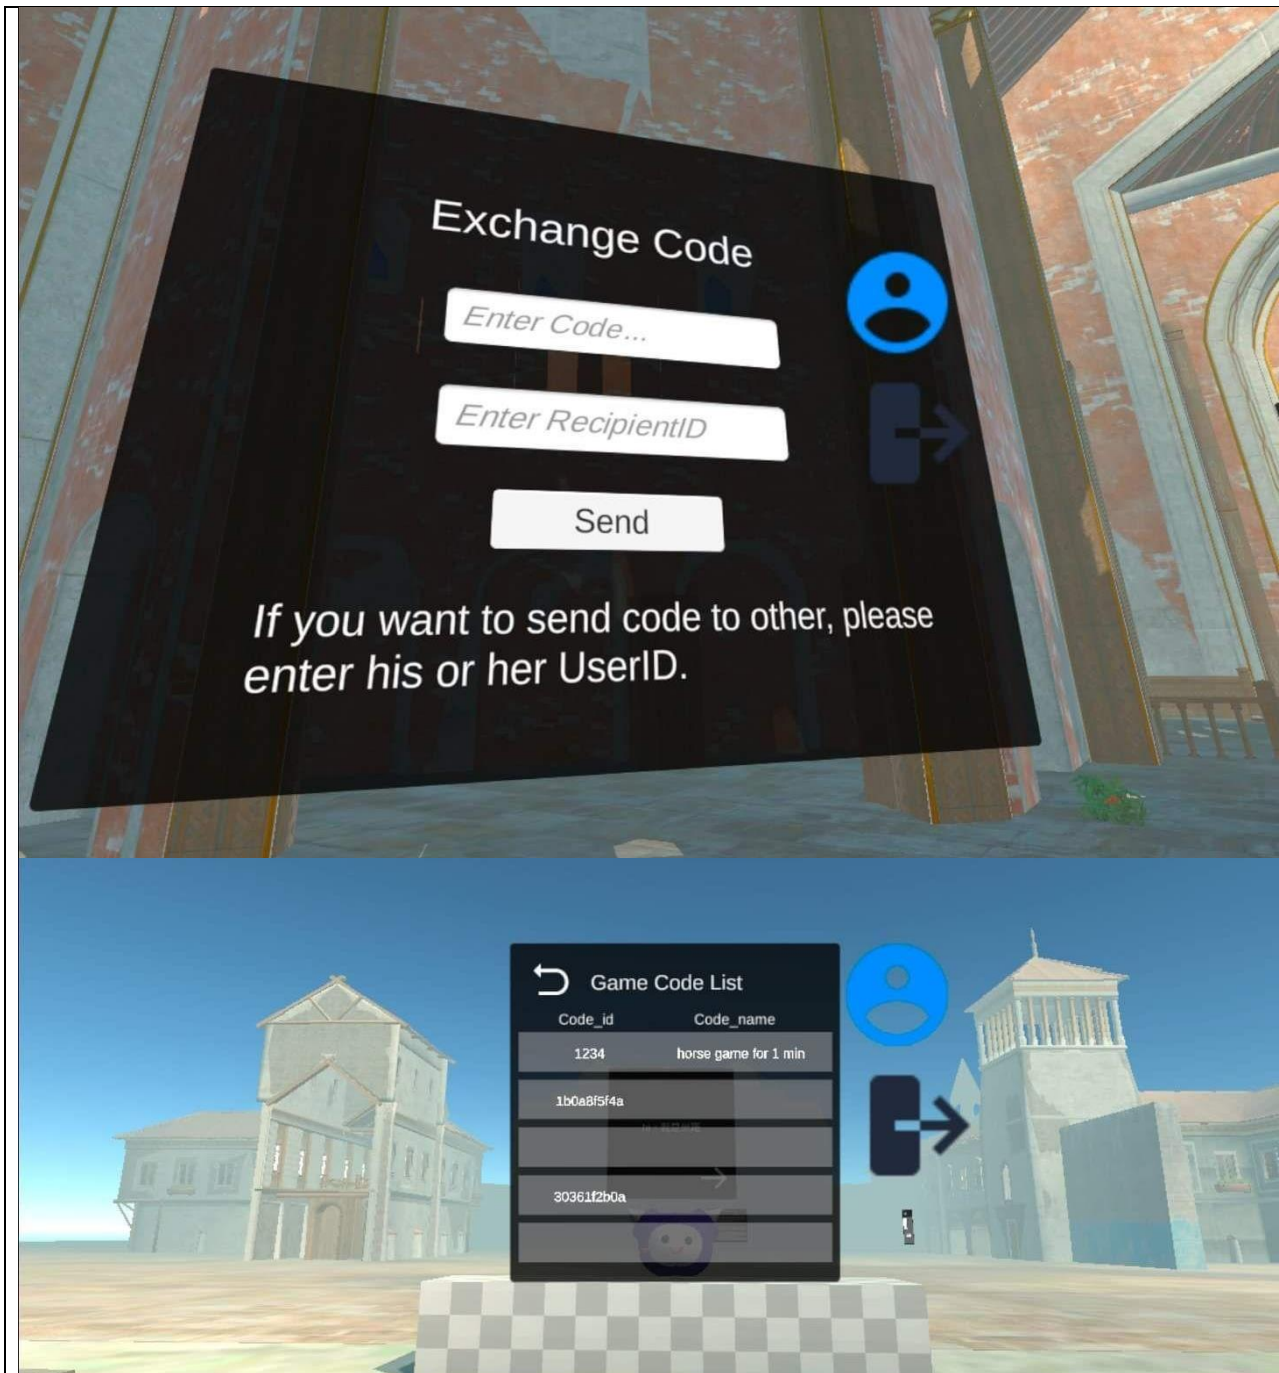 Exchange Code
Enter Code...
Enter RecipientID
Send
If you want to send code to other, please
enter his or her UserID.
Game Code List
Code_id Code_name
1234 horse game for 1 min
1b0a8f5f4a
30361f2b0a